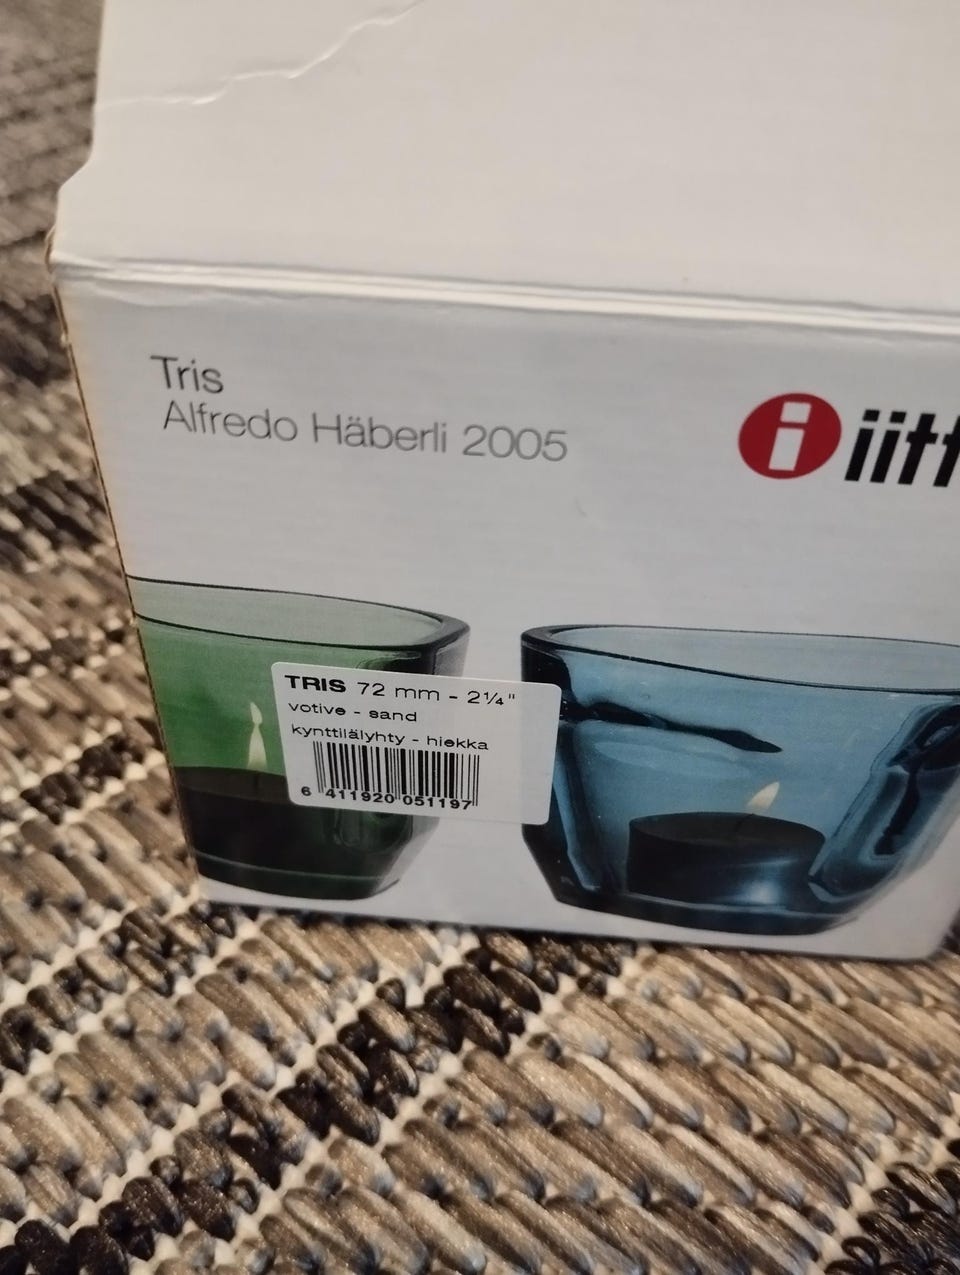 Tris
Alfredo Häberli 2005
i iitt
TRIS 72 mm - 2¼"
votive - sand
kynttilälyhty - hiekka
6 411920 051197